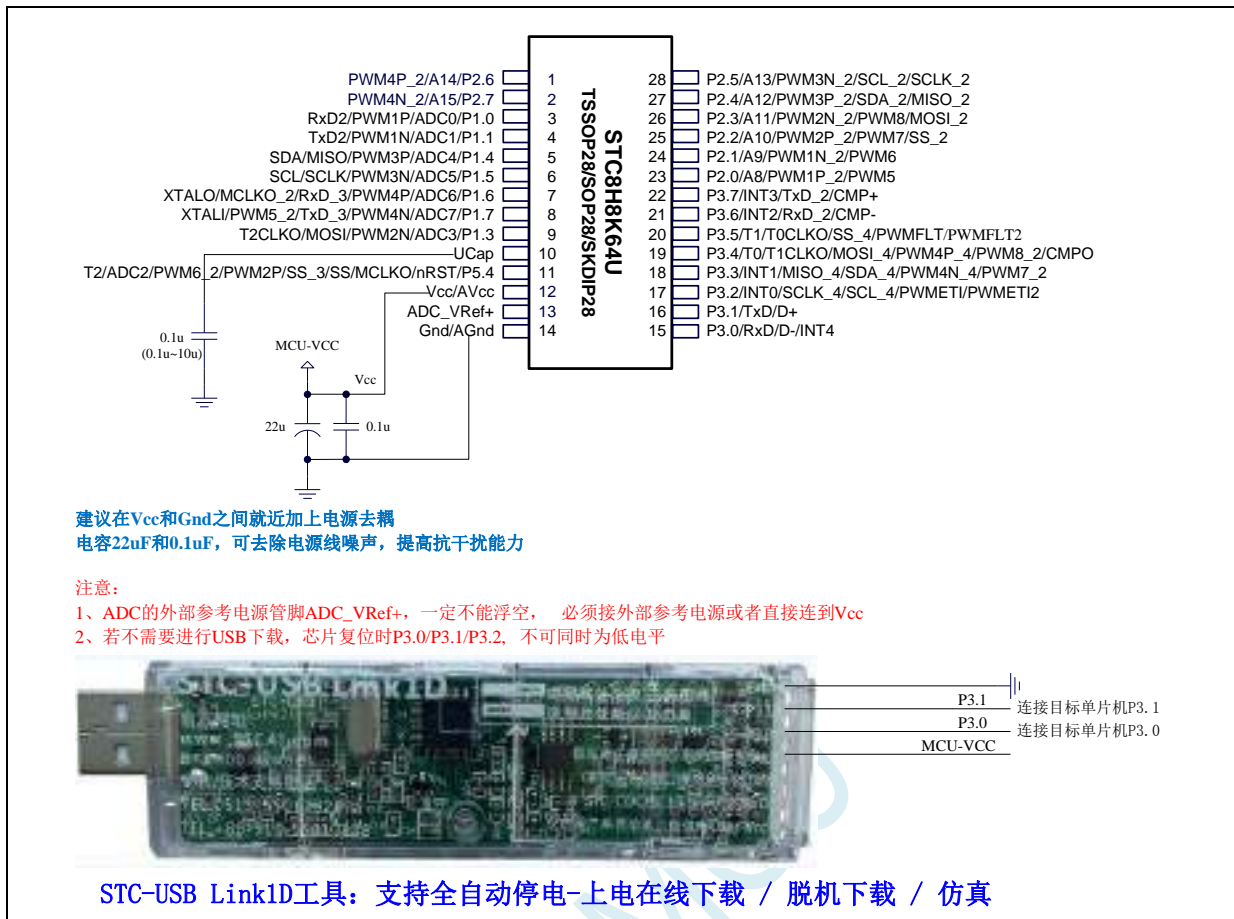 PWM4P_2/A14/P2.6 1
PWM4N_2/A15/P2.7 2
RxD2/PWM1P/ADC0/P1.0 3
TxD2/PWM1N/ADC1/P1.1 4
SDA/MISO/PWM3P/ADC4/P1.4 5
SCL/SCLK/PWM3N/ADC5/P1.5 6
XTALO/MCLKO_2/RxD_3/PWM4P/ADC6/P1.6 7
XTALI/PWM5_2/TxD_3/PWM4N/ADC7/P1.7 8
T2CLKO/MOSI/PWM2N/ADC3/P1.3 9
UCap 10
T2/ADC2/PWM6_2/PWM2P/SS_3/SS/MCLKO/nRST/P5.4 11
Vcc/AVcc 12
ADC_VRef+ 13
Gnd/AGnd 14
STC8H8K64U
TSSOP28/SOP28/SKDIP28
28 P2.5/A13/PWM3N_2/SCL_2/SCLK_2
27 P2.4/A12/PWM3P_2/SDA_2/MISO_2
26 P2.3/A11/PWM2N_2/PWM8/MOSI_2
25 P2.2/A10/PWM2P_2/PWM7/SS_2
24 P2.1/A9/PWM1N_2/PWM6
23 P2.0/A8/PWM1P_2/PWM5
22 P3.7/INT3/TxD_2/CMP+
21 P3.6/INT2/RxD_2/CMP-
20 P3.5/T1/T0CLKO/SS_4/PWMFLT/PWMFLT2
19 P3.4/T0/T1CLKO/MOSI_4/PWM4P_4/PWM8_2/CMPO
18 P3.3/INT1/MISO_4/SDA_4/PWM4N_4/PWM7_2
17 P3.2/INT0/SCLK_4/SCL_4/PWMETI/PWMETI2
16 P3.1/TxD/D+
15 P3.0/RxD/D-/INT4
0.1u
(0.1u~10u)
MCU-VCC
Vcc
22u
0.1u
建议在Vcc和Gnd之间就近加上电源去耦
电容22uF和0.1uF，可去除电源线噪声，提高抗干扰能力
注意：
1、ADC的外部参考电源管脚ADC_VRef+，一定不能浮空， 必须接外部参考电源或者直接连到Vcc
2、若不需要进行USB下载，芯片复位时P3.0/P3.1/P3.2, 不可同时为低电平
STC-USB Link1D
P3.1 连接目标单片机P3.1
P3.0 连接目标单片机P3.0
MCU-VCC
STC-USB Link1D工具：支持全自动停电-上电在线下载 / 脱机下载 / 仿真